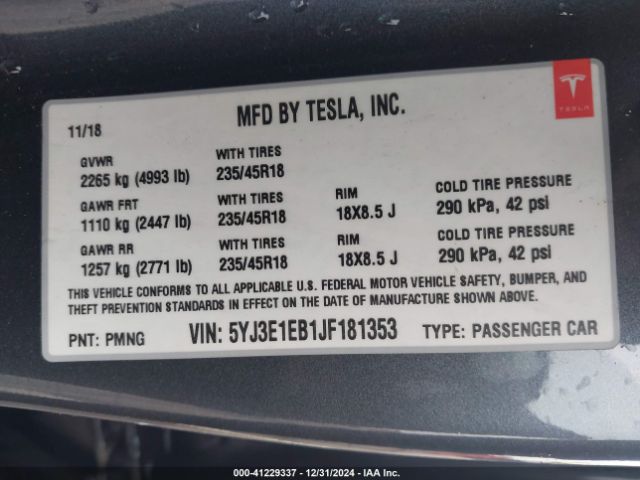 MFD BY TESLA, INC.
TESLA
11/18
GVWR WITH TIRES
2265 kg (4993 lb) 235/45R18
GAWR FRT WITH TIRES RIM COLD TIRE PRESSURE
1110 kg (2447 lb) 235/45R18 18X8.5 J 290 kPa, 42 psi
GAWR RR WITH TIRES RIM COLD TIRE PRESSURE
1257 kg (2771 lb) 235/45R18 18X8.5 J 290 kPa, 42 psi
THIS VEHICLE CONFORMS TO ALL APPLICABLE U.S. FEDERAL MOTOR VEHICLE SAFETY, BUMPER, AND
THEFT PREVENTION STANDARDS IN EFFECT ON THE DATE OF MANUFACTURE SHOWN ABOVE.
PNT: PMNG VIN: 5YJ3E1EB1JF181353 TYPE: PASSENGER CAR
000-41229337 - 12/31/2024 - IAA Inc.